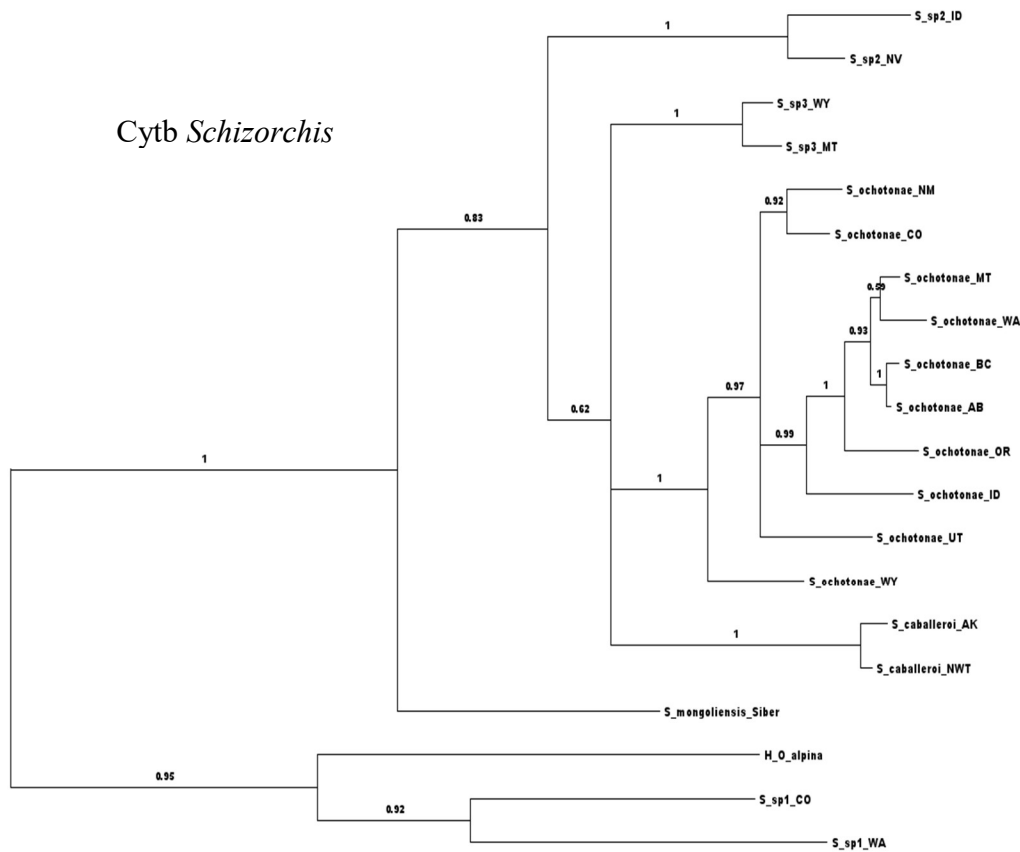 1
S_sp2_ID
S_sp2_NV
Cytb Schizorchis
1
S_sp3_WY
S_sp3_MT
0.83
0.92
S_ochotonae_NM
S_ochotonae_CO
S_ochotonae_MT
0.59
S_ochotonae_WA
0.93
S_ochotonae_BC
1
S_ochotonae_AB
0.62
0.97
1
0.99
S_ochotonae_OR
1
1
S_ochotonae_ID
S_ochotonae_UT
S_ochotonae_WY
S_caballeroi_AK
1
S_caballeroi_NWT
S_mongoliensis_Siber
H_O_alpina
0.95
S_sp1_CO
0.92
S_sp1_WA